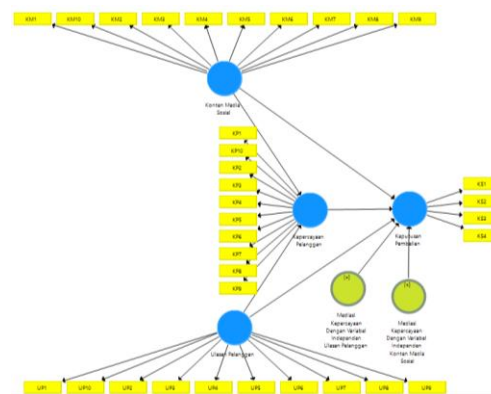 KM1 KM10 KM2 KM3 KM4 KM5 KM6 KM7 KM8 KM9
Konten Media
Sosial
KP1
KP10
KP2
KP3
KP4
KP5
KP6
KP7
KP8
KP9
Kepercayaan
Pelanggan
Keputusan
Pembelian
KS1
KS2
KS3
KS4
Mediasi
Kepercayaan
Dengan Variabel
Independen
Ulasan Pelanggan
Mediasi
Kepercayaan
Dengan Variabel
Independen
Konten Media
Sosial
Ulasan Pelanggan
UP1 UP10 UP2 UP3 UP4 UP5 UP6 UP7 UP8 UP9